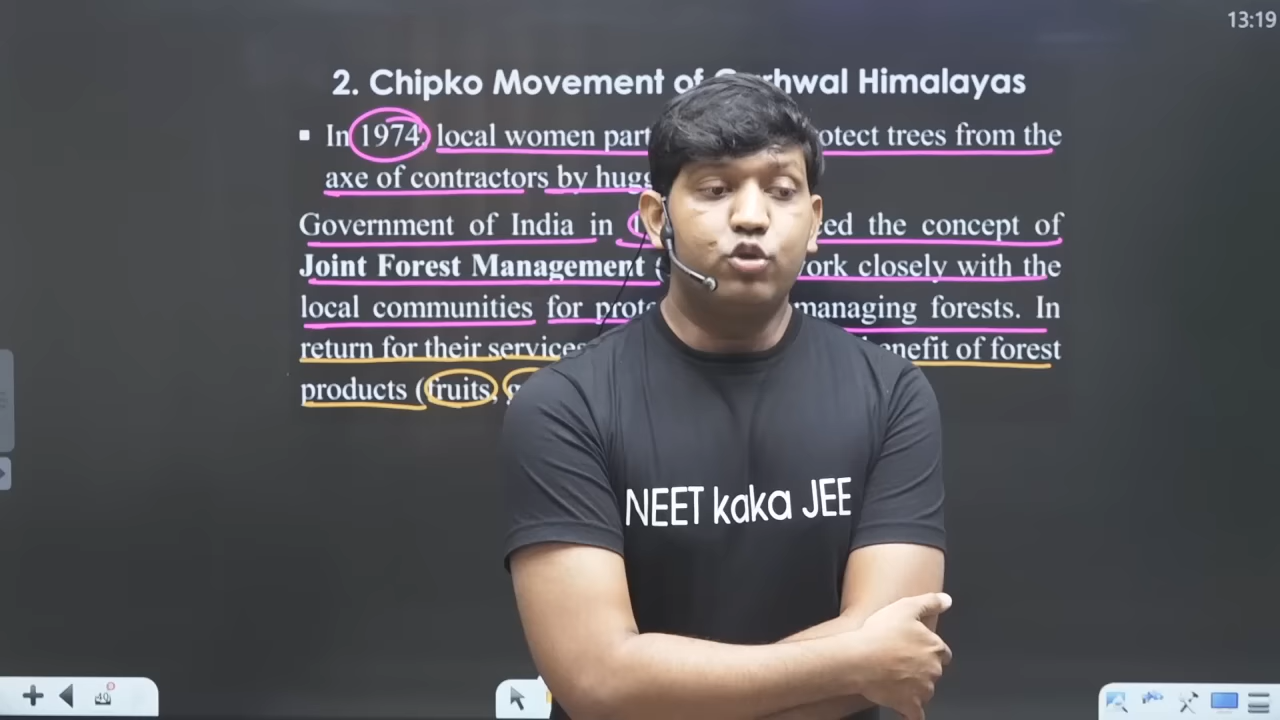 13:19
2. Chipko Movement of Garhwal Himalayas
▪ In 1974, local women part otect trees from the
axe of contractors by hugg
Government of India in ed the concept of
Joint Forest Management ( ork closely with the
local communities for prote managing forests. In
return for their services enefit of forest
products (fruits, g
NEET kaka JEE
49